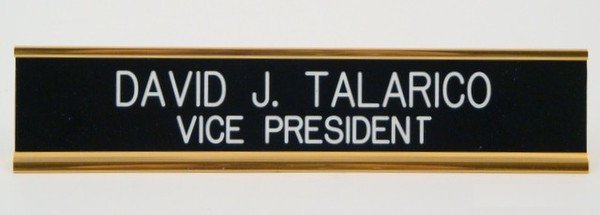 DAVID J. TALARICO
VICE PRESIDENT